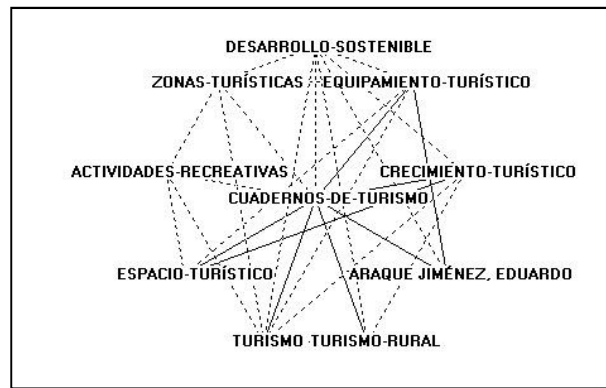 DESARROLLO-SOSTENIBLE
ZONAS-TURÍSTICAS EQUIPAMIENTO-TURÍSTICO
ACTIVIDADES-RECREATIVAS CRECIMIENTO-TURÍSTICO
CUADERNOS-DE-TURISMO
ESPACIO-TURÍSTICO ARAQUE JIMÉNEZ, EDUARDO
TURISMO TURISMO-RURAL